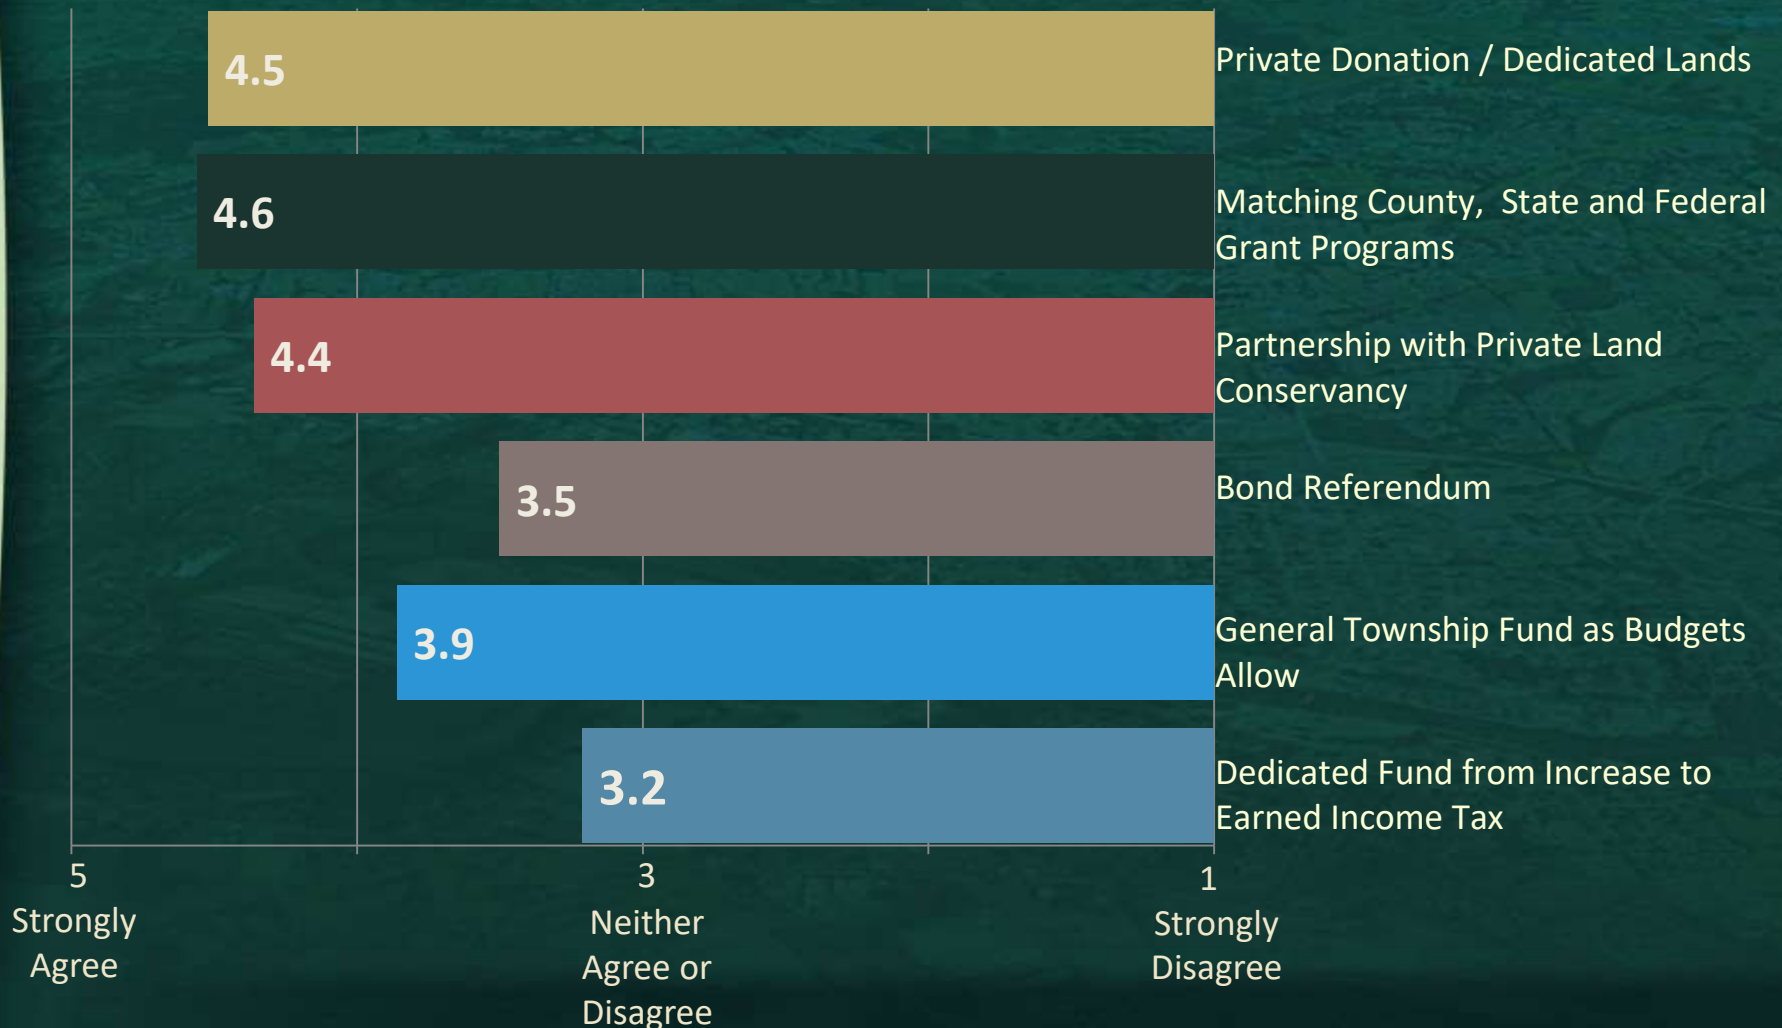 4.5
Private Donation / Dedicated Lands
4.6
Matching County, State and Federal
Grant Programs
4.4
Partnership with Private Land
Conservancy
3.5
Bond Referendum
3.9
General Township Fund as Budgets
Allow
3.2
Dedicated Fund from Increase to
Earned Income Tax
5
Strongly
Agree
3
Neither
Agree or
Disagree
1
Strongly
Disagree